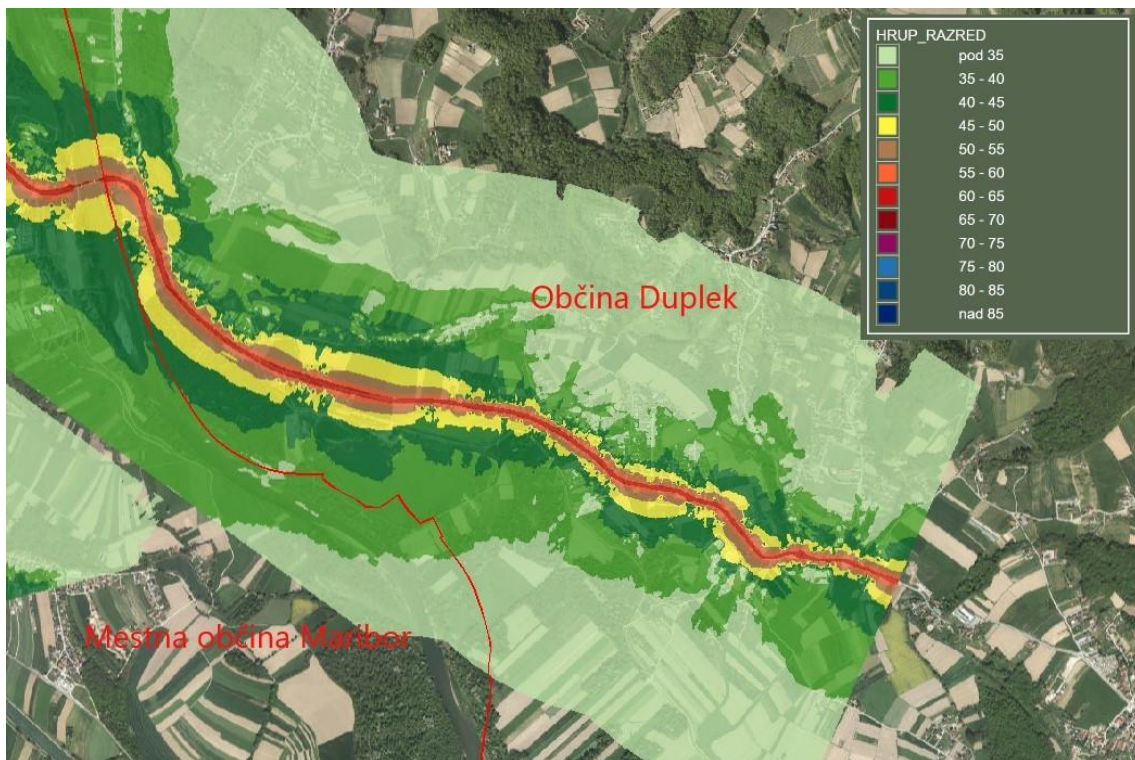 HRUP_RAZRED
pod 35
35 - 40
40 - 45
45 - 50
50 - 55
55 - 60
60 - 65
65 - 70
70 - 75
75 - 80
80 - 85
nad 85
Občina Duplek
Mestna občina Maribor